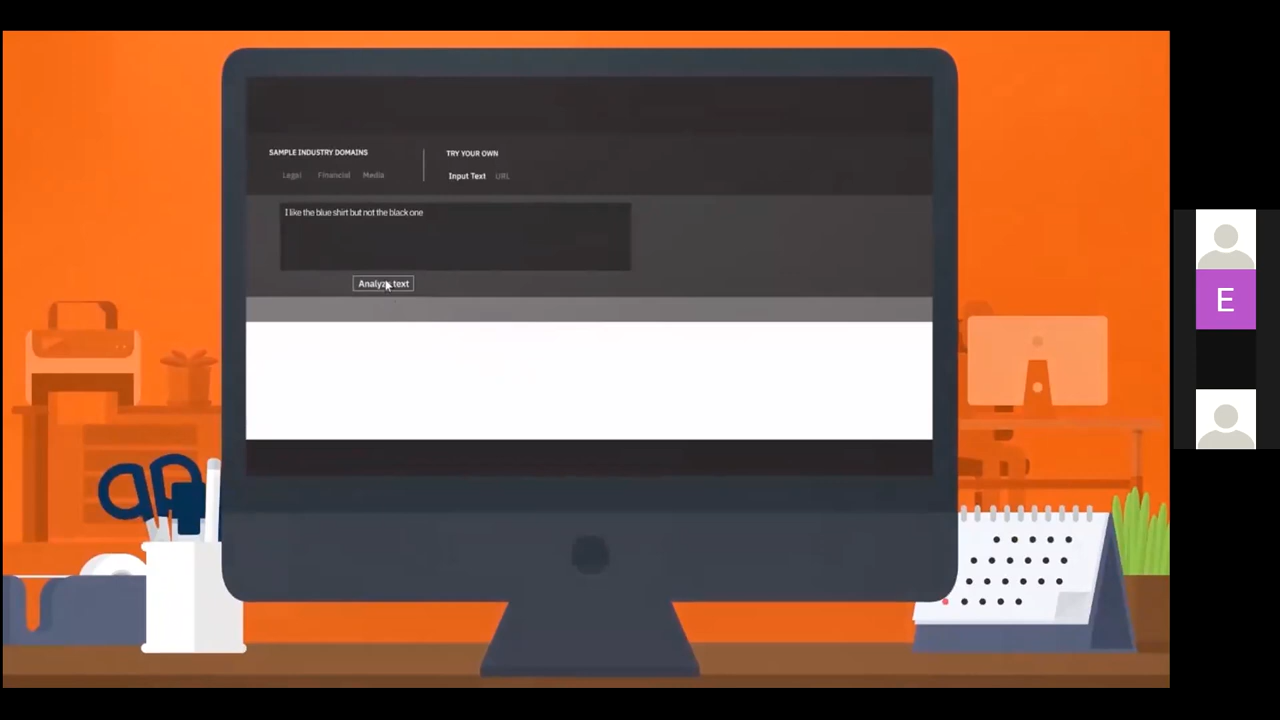 SAMPLE INDUSTRY DOMAINS
Legal Financial Media
TRY YOUR OWN
Input Text URL
I like the blue shirt but not the black one
Analyze text
E